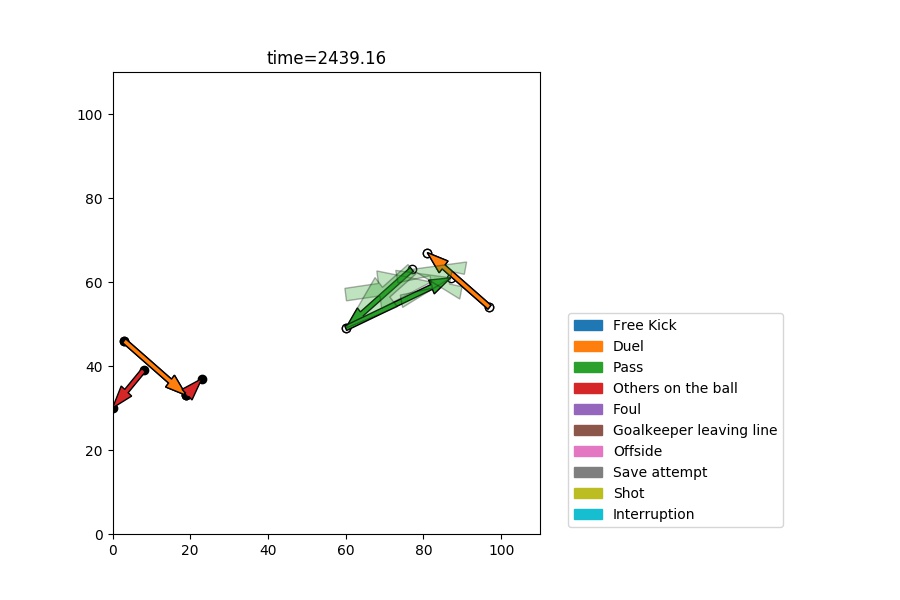 time=2439.16
100
80
60
40
20
0
0 20 40 60 80 100
Free Kick
Duel
Pass
Others on the ball
Foul
Goalkeeper leaving line
Offside
Save attempt
Shot
Interruption